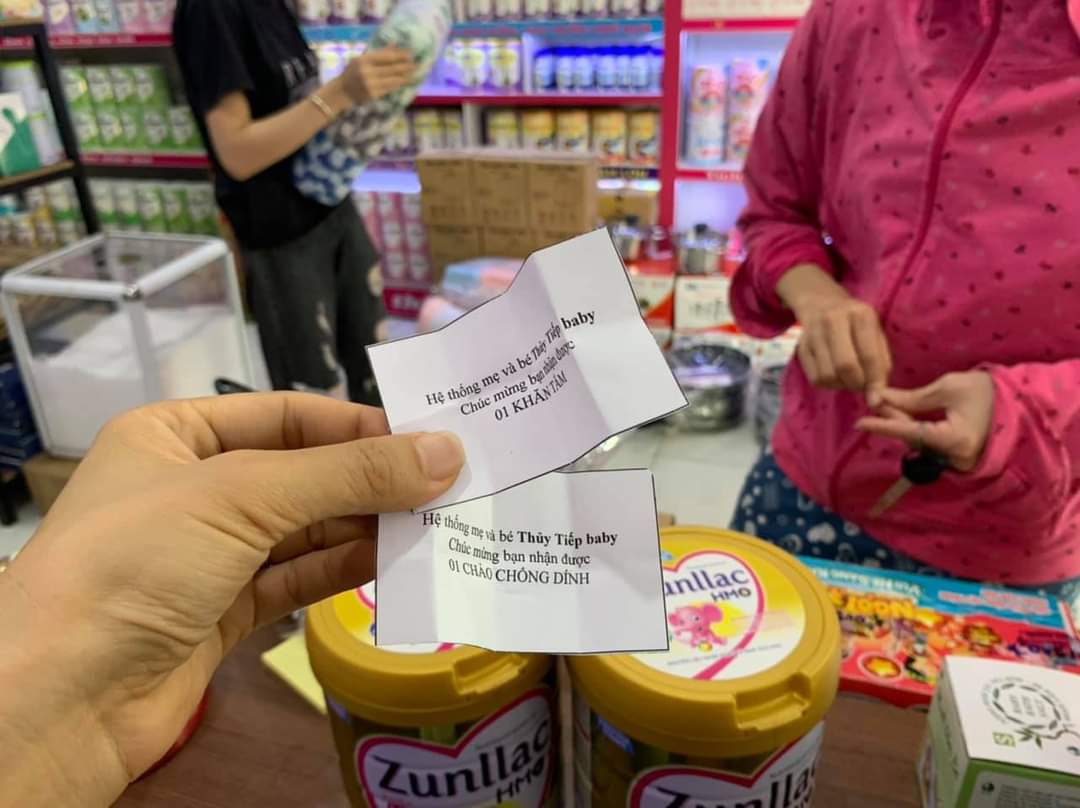 Hệ thống mẹ và bé Thủy Tiếp baby
Chúc mừng bạn nhận được
01 KHĂN TẮM
Hệ thống mẹ và bé Thủy Tiếp baby
Chúc mừng bạn nhận được
01 CHẢO CHỐNG DÍNH
unllac
HMO
Zunllac
HMO
Zunllac